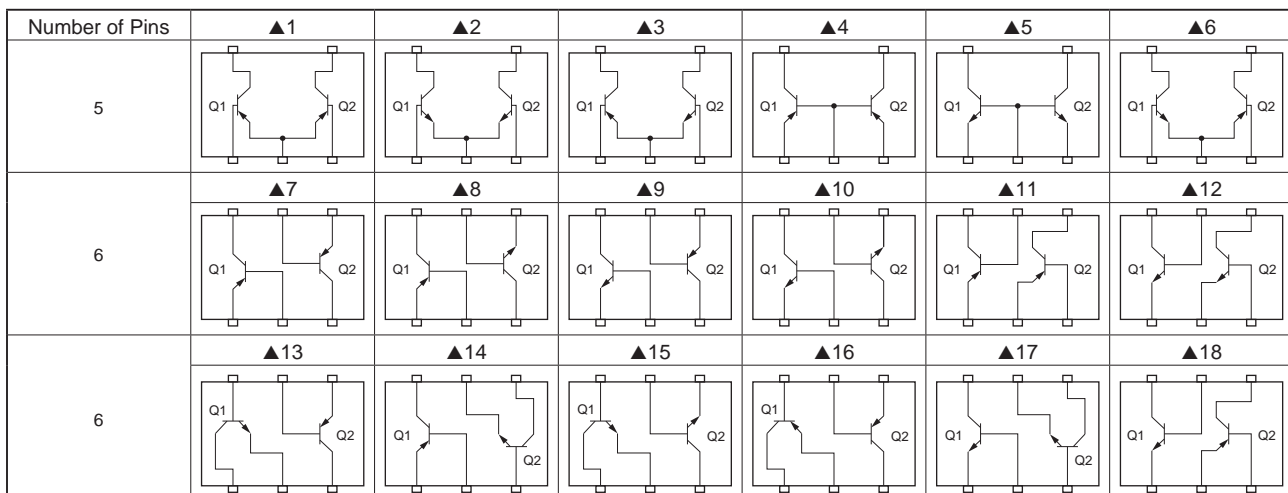 Number of Pins ▲1 ▲2 ▲3 ▲4 ▲5 ▲6
5 Q1 Q2 Q1 Q2 Q1 Q2 Q1 Q2 Q1 Q2 Q1 Q2
▲7 ▲8 ▲9 ▲10 ▲11 ▲12
6 Q1 Q2 Q1 Q2 Q1 Q2 Q1 Q2 Q1 Q2 Q1 Q2
▲13 ▲14 ▲15 ▲16 ▲17 ▲18
6 Q1 Q2 Q1 Q2 Q1 Q2 Q1 Q2 Q1 Q2 Q1 Q2